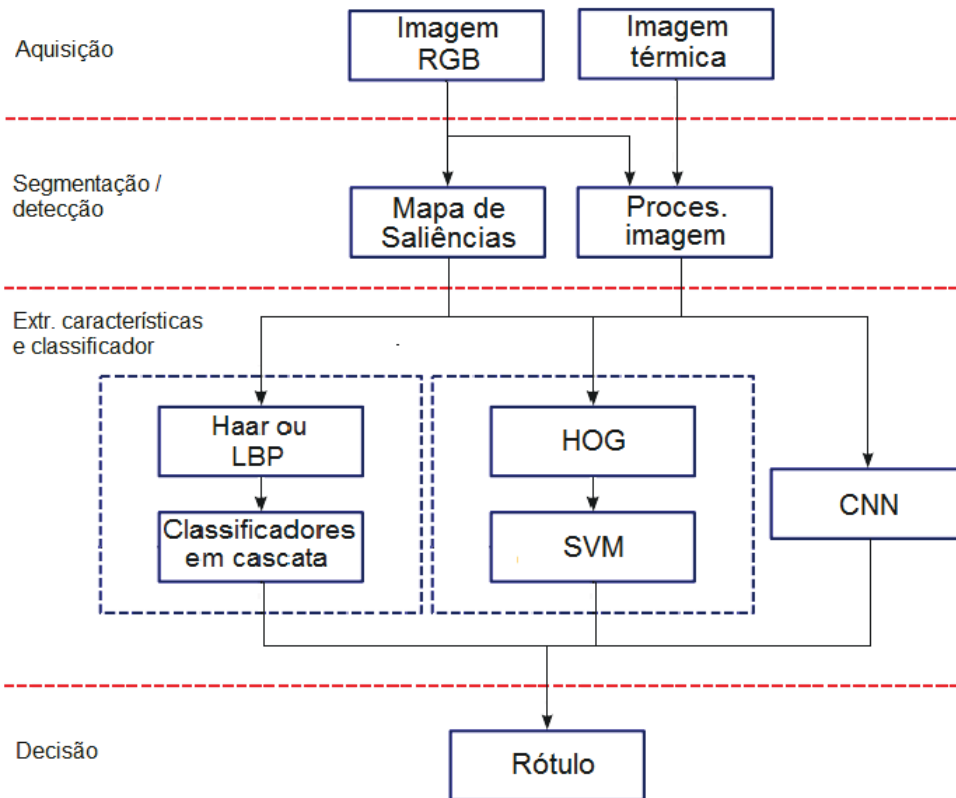 Aquisição
Imagem
RGB
Imagem
térmica
Segmentação /
detecção
Mapa de
Saliências
Proces.
imagem
Extr. características
e classificador
Haar ou
LBP
Classificadores
em cascata
HOG
SVM
CNN
Decisão
Rótulo